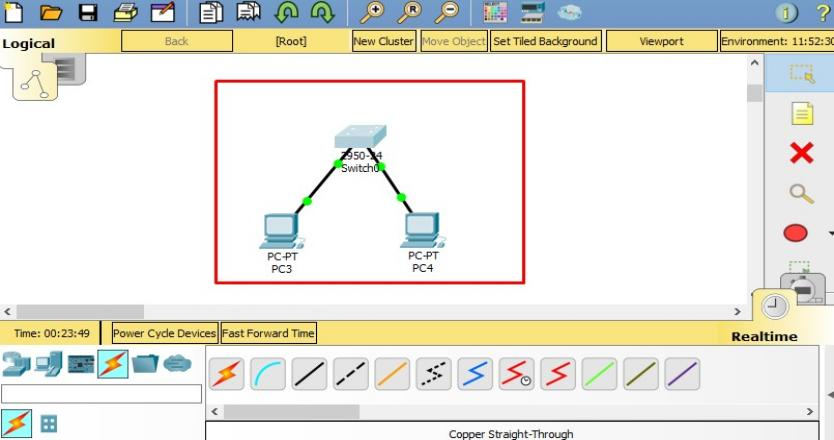 Logical
Back
[Root]
New Cluster
Move Object
Set Tiled Background
Viewport
Environment: 11:52:30
2950-24
Switch0
PC-PT
PC3
PC-PT
PC4
Time: 00:23:49
Power Cycle Devices
Fast Forward Time
Realtime
Copper Straight-Through